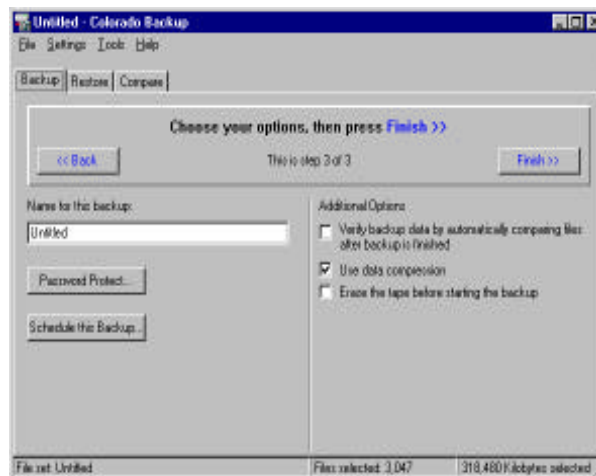 Untitled - Colorado Backup
File Settings Tools Help
Backup Restore Compare
Choose your options, then press Finish >>
<< Back This is step 3 of 3 Finish >>
Name for this backup:
Untitled
Password Protect...
Schedule this Backup...
Additional Options
Verify backup data by automatically comparing files
after backup is finished
Use data compression
Erase the tape before starting the backup
File set: Untitled Files selected: 3,047 318,480 Kilobytes selected